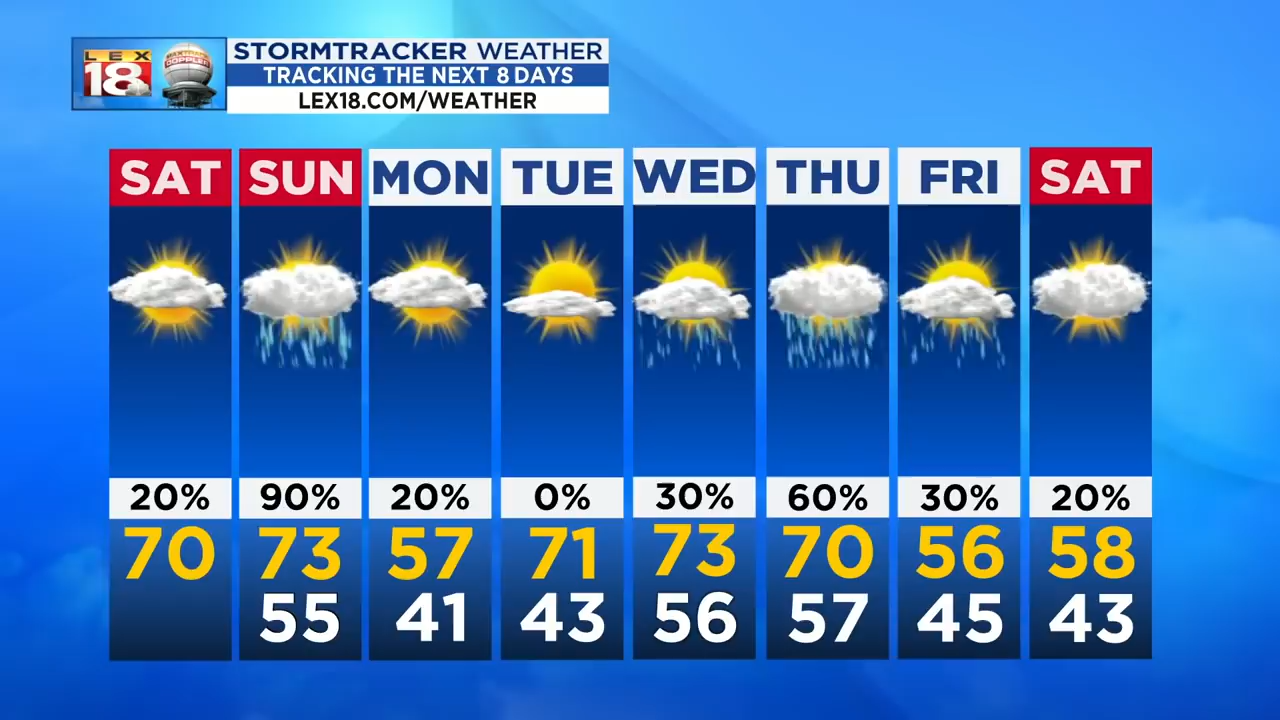 LEX
18
DOPPLER
STORMTRACKER WEATHER
TRACKING THE NEXT 8 DAYS
LEX18.COM/WEATHER
SAT SUN MON TUE WED THU FRI SAT
20% 90% 20% 0% 30% 60% 30% 20%
70 73 57 71 73 70 56 58
55 41 43 56 57 45 43